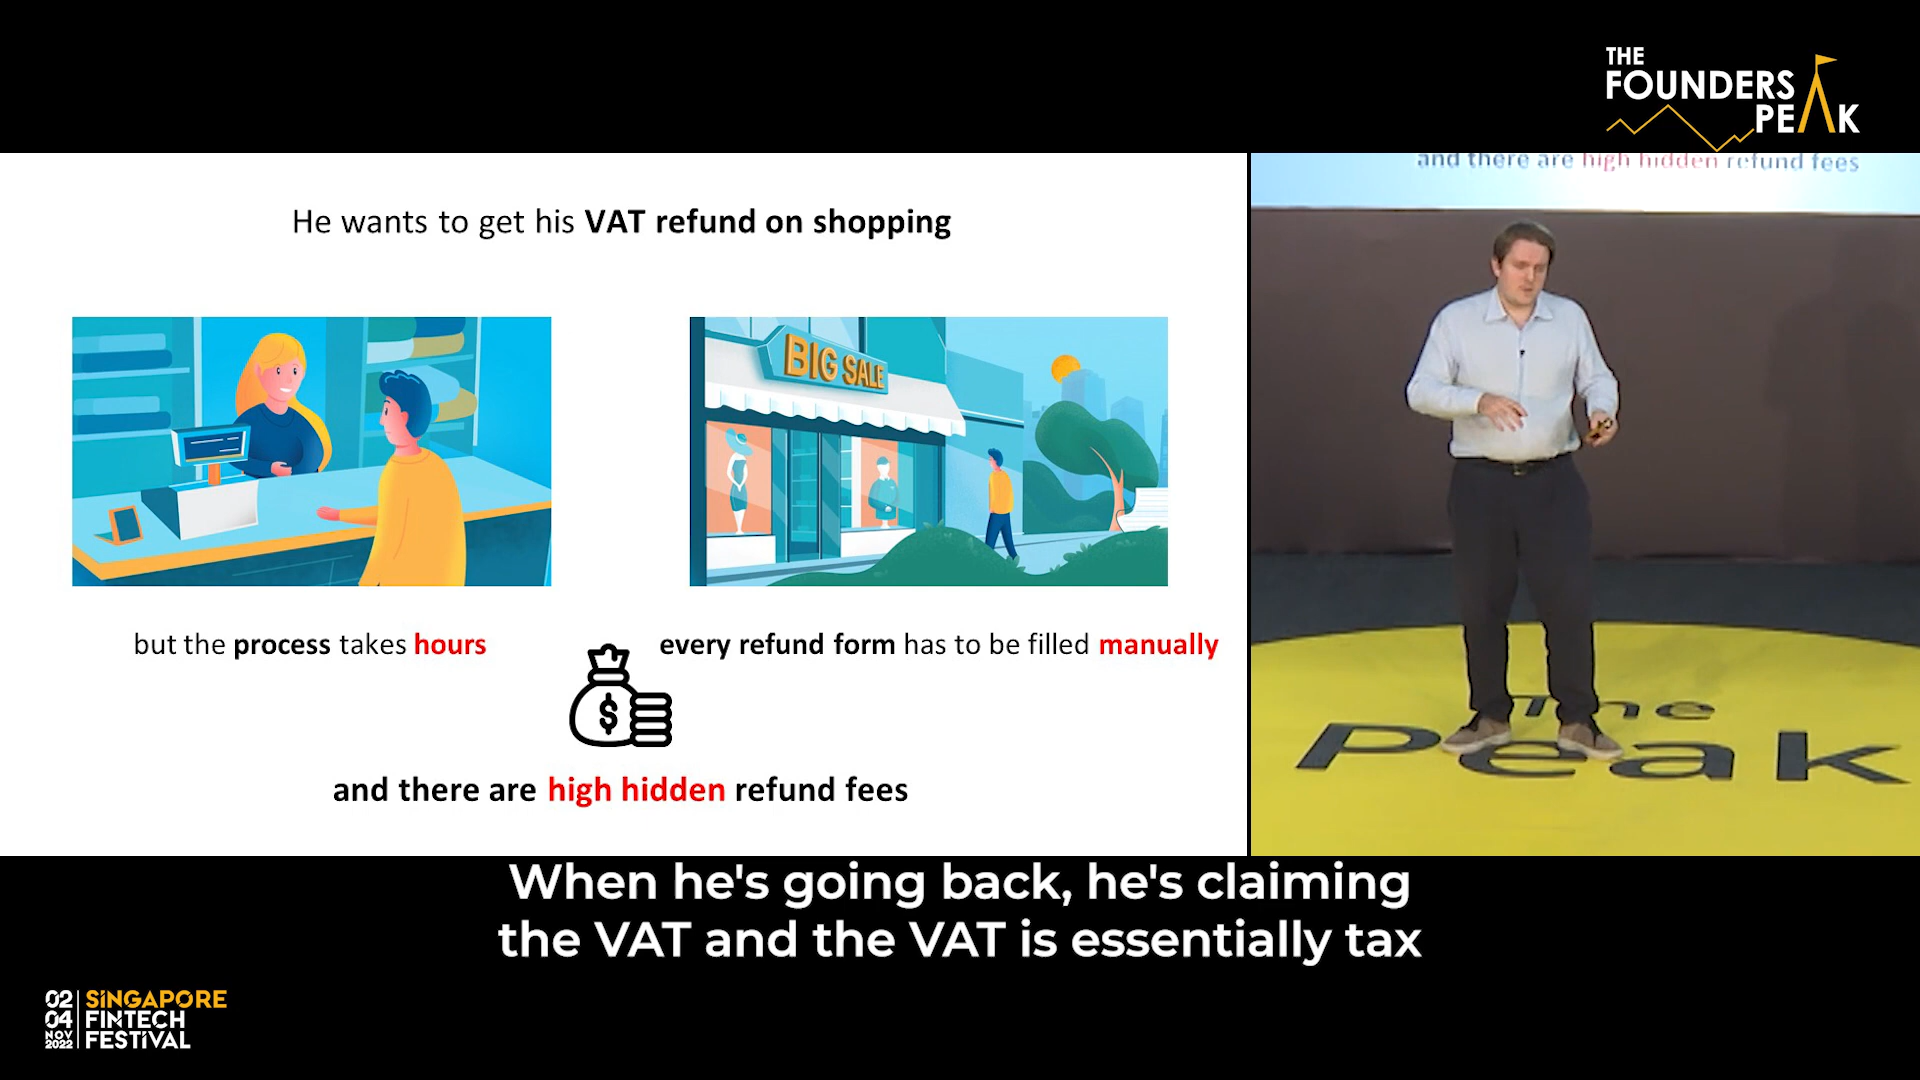 THE
FOUNDERS
PEAK
and there are high hidden refund fees
He wants to get his VAT refund on shopping
BIG SALE
but the process takes hours
every refund form has to be filled manually
$
and there are high hidden refund fees
The
Peak
When he's going back, he's claiming
the VAT and the VAT is essentially tax
02
04
NOV
2022
SINGAPORE
FINTECH
FESTIVAL